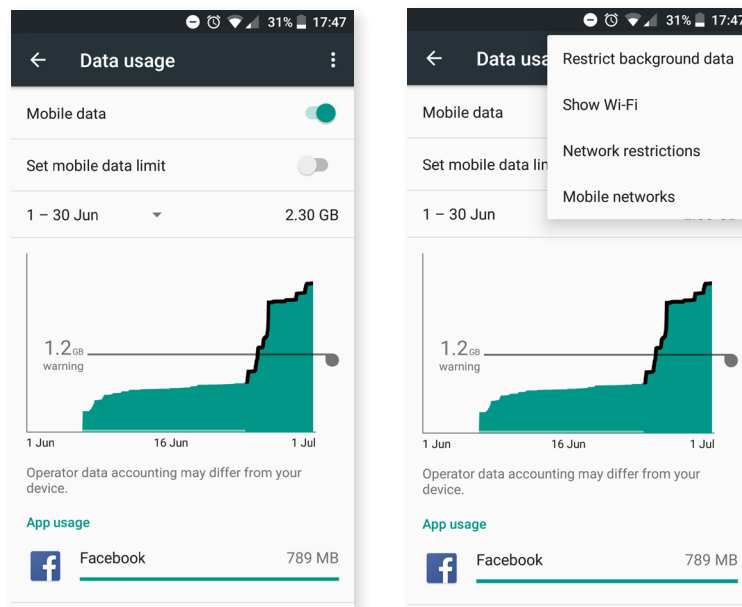 31% 17:47
Data usage
Mobile data
Set mobile data limit
1 – 30 Jun 2.30 GB
1.2 GB
warning
1 Jun 16 Jun 1 Jul
Operator data accounting may differ from your
device.
App usage
Facebook 789 MB
31% 17:47
Data usa
Restrict background data
Show Wi-Fi
Network restrictions
Mobile networks
Mobile data
Set mobile data lin
1 – 30 Jun
1.2 GB
warning
1 Jun 16 Jun 1 Jul
Operator data accounting may differ from your
device.
App usage
Facebook 789 MB